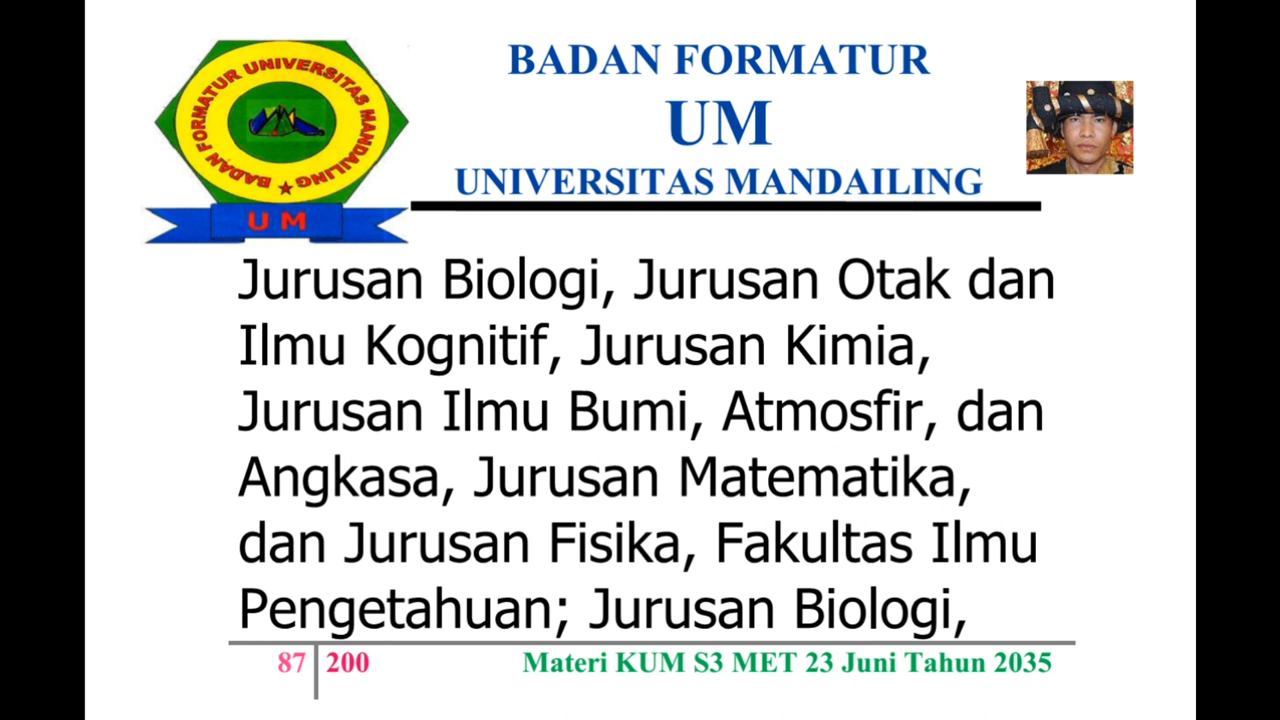 BADAN FORMATUR UNIVERSITAS MANDAILING
U M
BADAN FORMATUR
UM
UNIVERSITAS MANDAILING
Jurusan Biologi, Jurusan Otak dan
Ilmu Kognitif, Jurusan Kimia,
Jurusan Ilmu Bumi, Atmosfir, dan
Angkasa, Jurusan Matematika,
dan Jurusan Fisika, Fakultas Ilmu
Pengetahuan; Jurusan Biologi,
87 200 Materi KUM S3 MET 23 Juni Tahun 2035